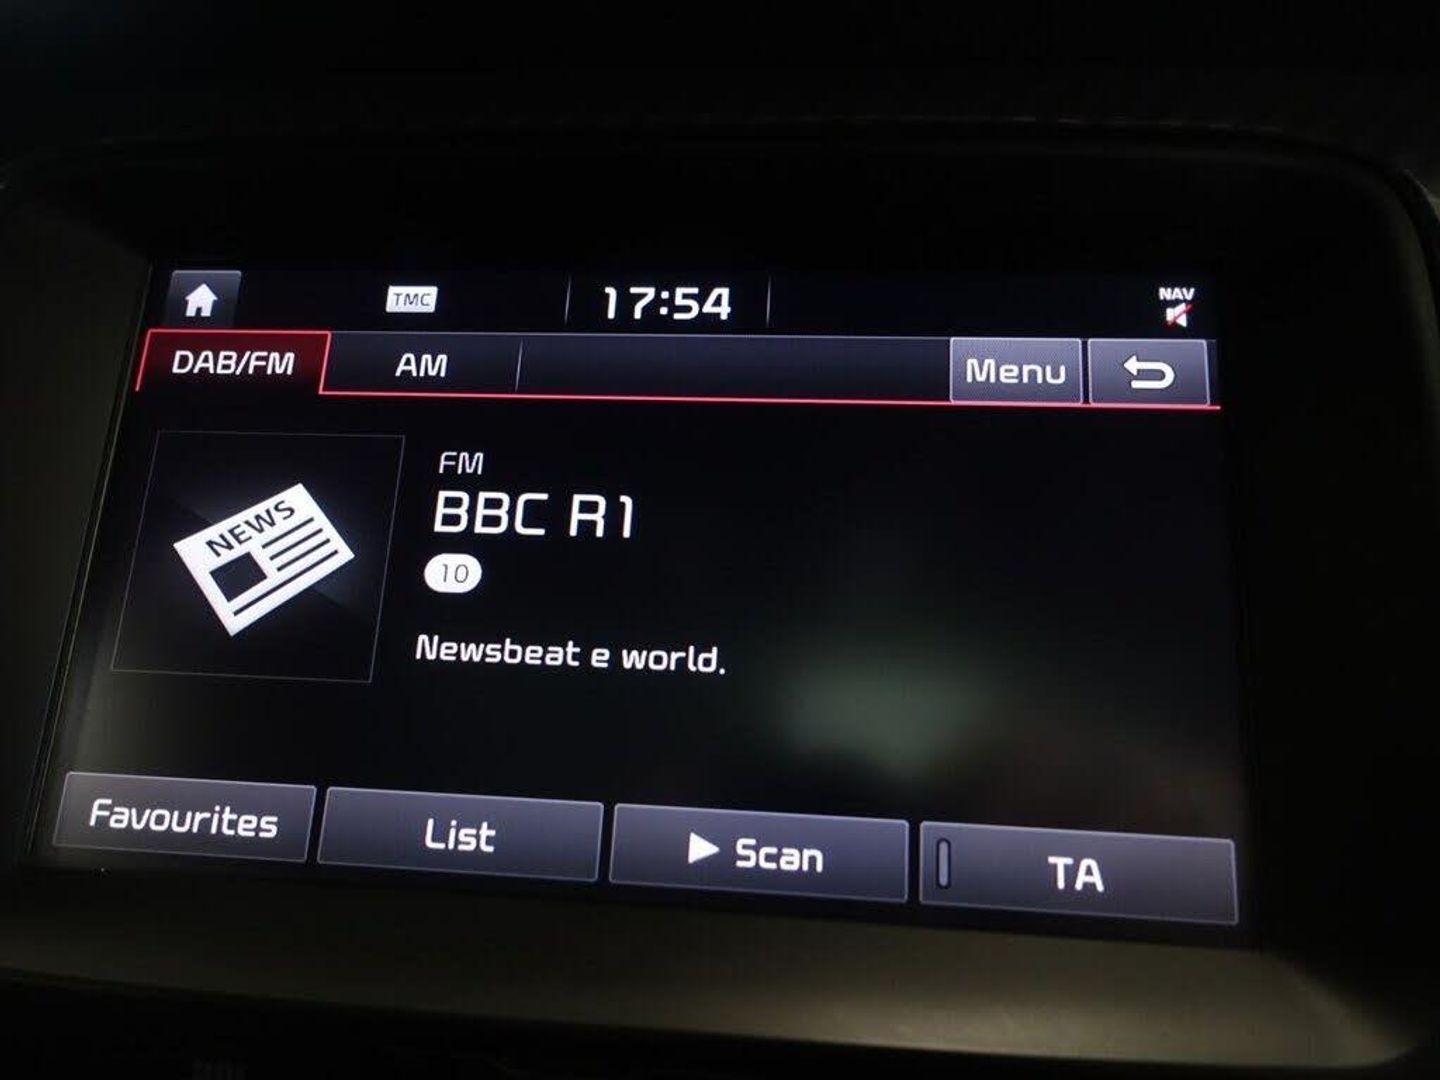 TMC
17:54
NAV
DAB/FM
AM
Menu
NEWS
FM
BBC R1
10
Newsbeat e world.
Favourites
List
Scan
TA